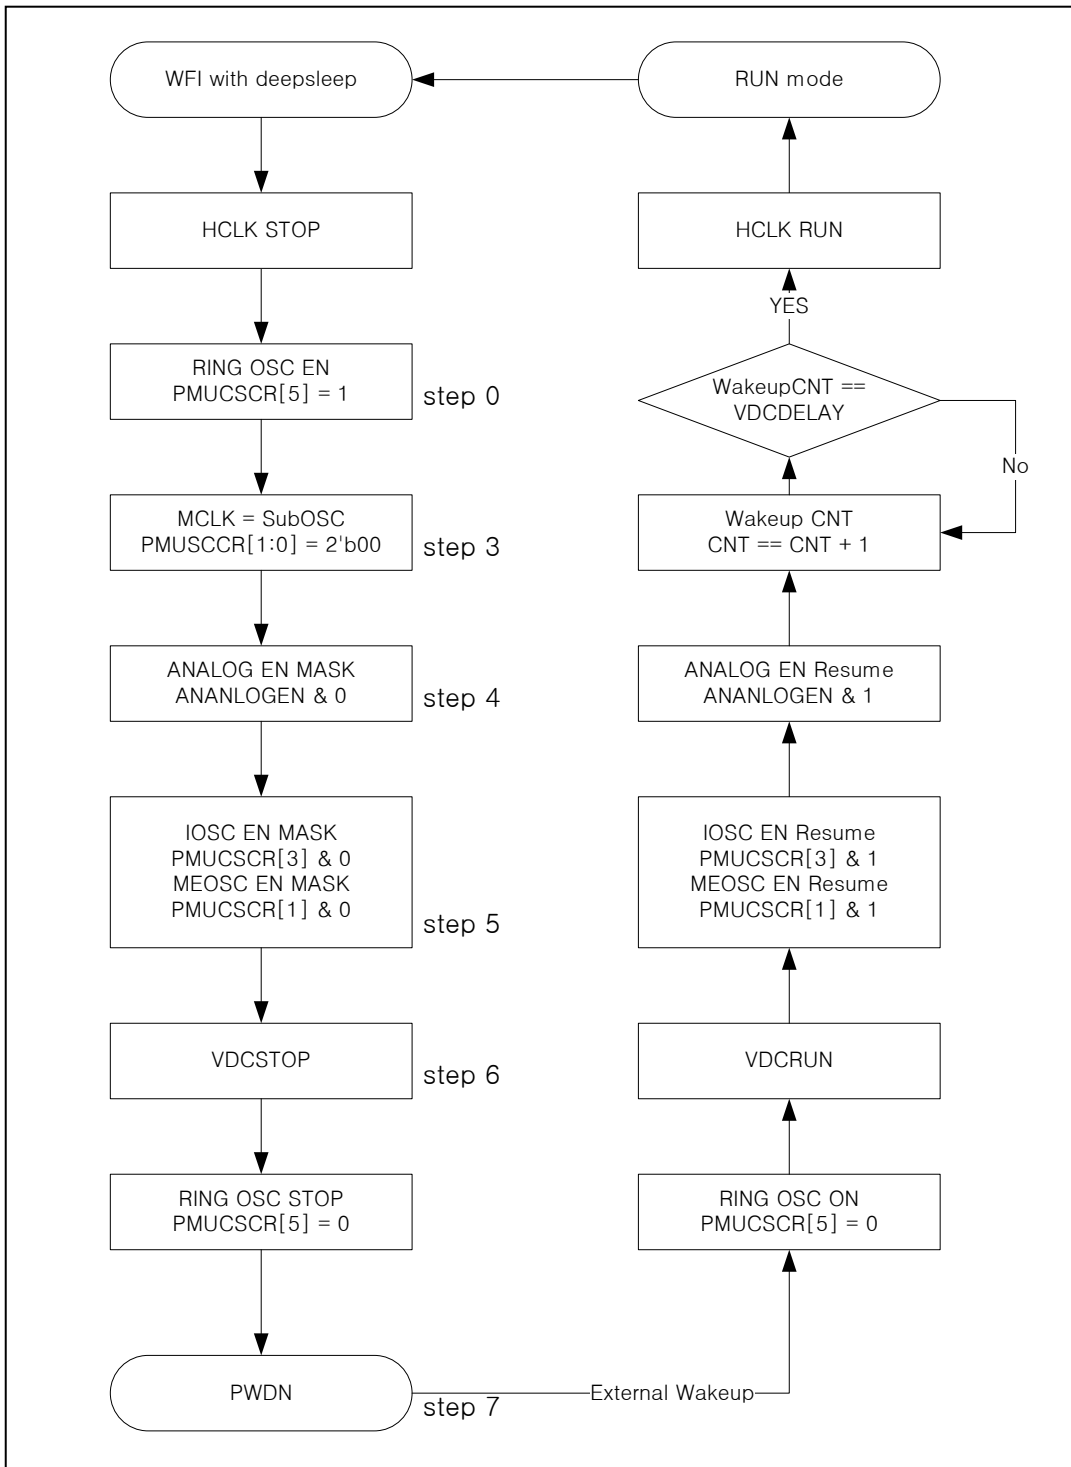 WFI with deepsleep
HCLK STOP
RING OSC EN
PMUCSCR[5] = 1
step 0
MCLK = SubOSC
PMUSCCR[1:0] = 2'b00
step 3
ANALOG EN MASK
ANANLOGEN & 0
step 4
IOSC EN MASK
PMUCSCR[3] & 0
MEOSC EN MASK
PMUCSCR[1] & 0
step 5
VDCSTOP
step 6
RING OSC STOP
PMUCSCR[5] = 0
PWDN
step 7
External Wakeup
RING OSC ON
PMUCSCR[5] = 0
VDCRUN
IOSC EN Resume
PMUCSCR[3] & 1
MEOSC EN Resume
PMUCSCR[1] & 1
ANALOG EN Resume
ANANLOGEN & 1
Wakeup CNT
CNT == CNT + 1
WakeupCNT ==
VDCDELAY
No
YES
HCLK RUN
RUN mode